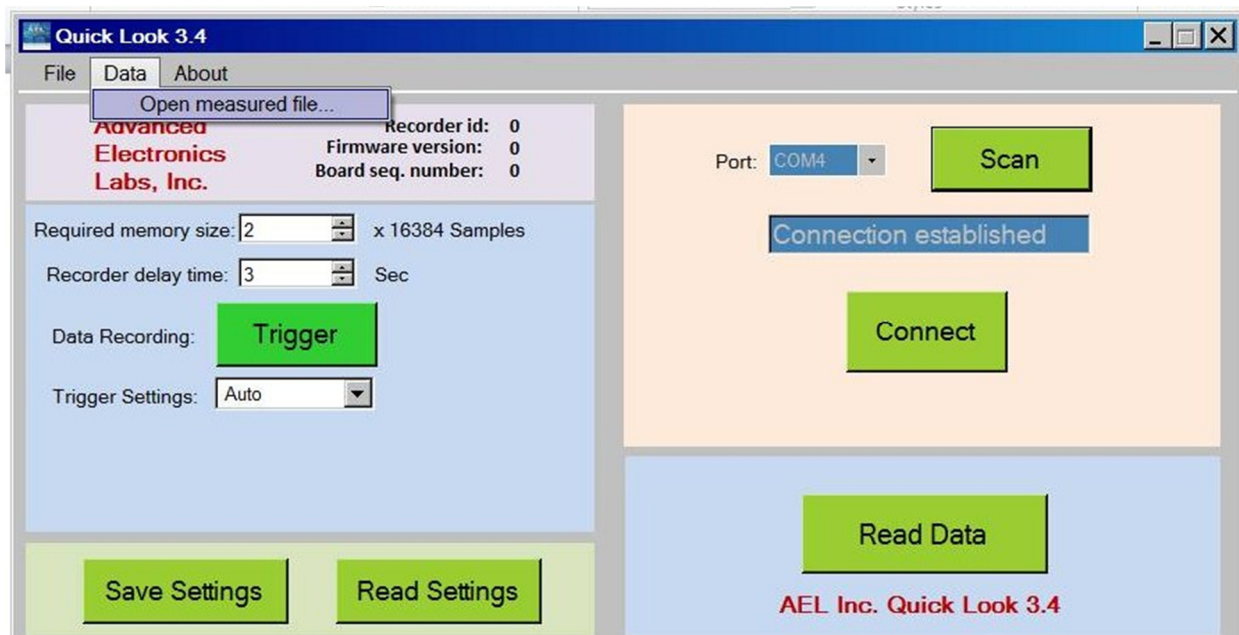 Quick Look 3.4
File Data About
Open measured file...
Advanced
Electronics
Labs, Inc.
Recorder id: 0
Firmware version: 0
Board seq. number: 0
Required memory size: 2 x 16384 Samples
Recorder delay time: 3 Sec
Data Recording: Trigger
Trigger Settings: Auto
Save Settings Read Settings
Port: COM4 Scan
Connection established
Connect
Read Data
AEL Inc. Quick Look 3.4